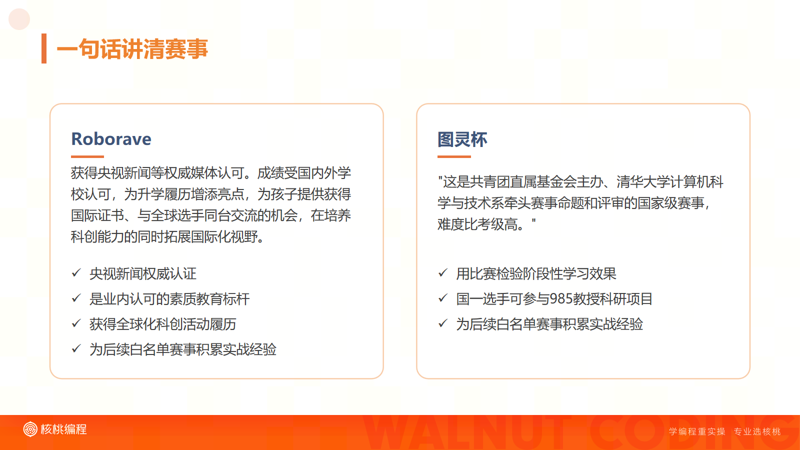 一句话讲清赛事
Roborave
获得央视新闻等权威媒体认可。成绩受国内外学
校认可，为升学履历增添亮点，为孩子提供获得
国际证书、与全球选手同台交流的机会，在培养
科创能力的同时拓展国际化视野。
✓ 央视新闻权威认证
✓ 是业内认可的素质教育标杆
✓ 获得全球化科创活动履历
✓ 为后续白名单赛事积累实战经验
图灵杯
"这是共青团直属基金会主办、清华大学计算机科
学与技术系牵头赛事命题和评审的国家级赛事，
难度比考级高。"
✓ 用比赛检验阶段性学习效果
✓ 国一选手可参与985教授科研项目
✓ 为后续白名单赛事积累实战经验
核桃编程
WALNUT CODING
学编程重实操 专业选核桃